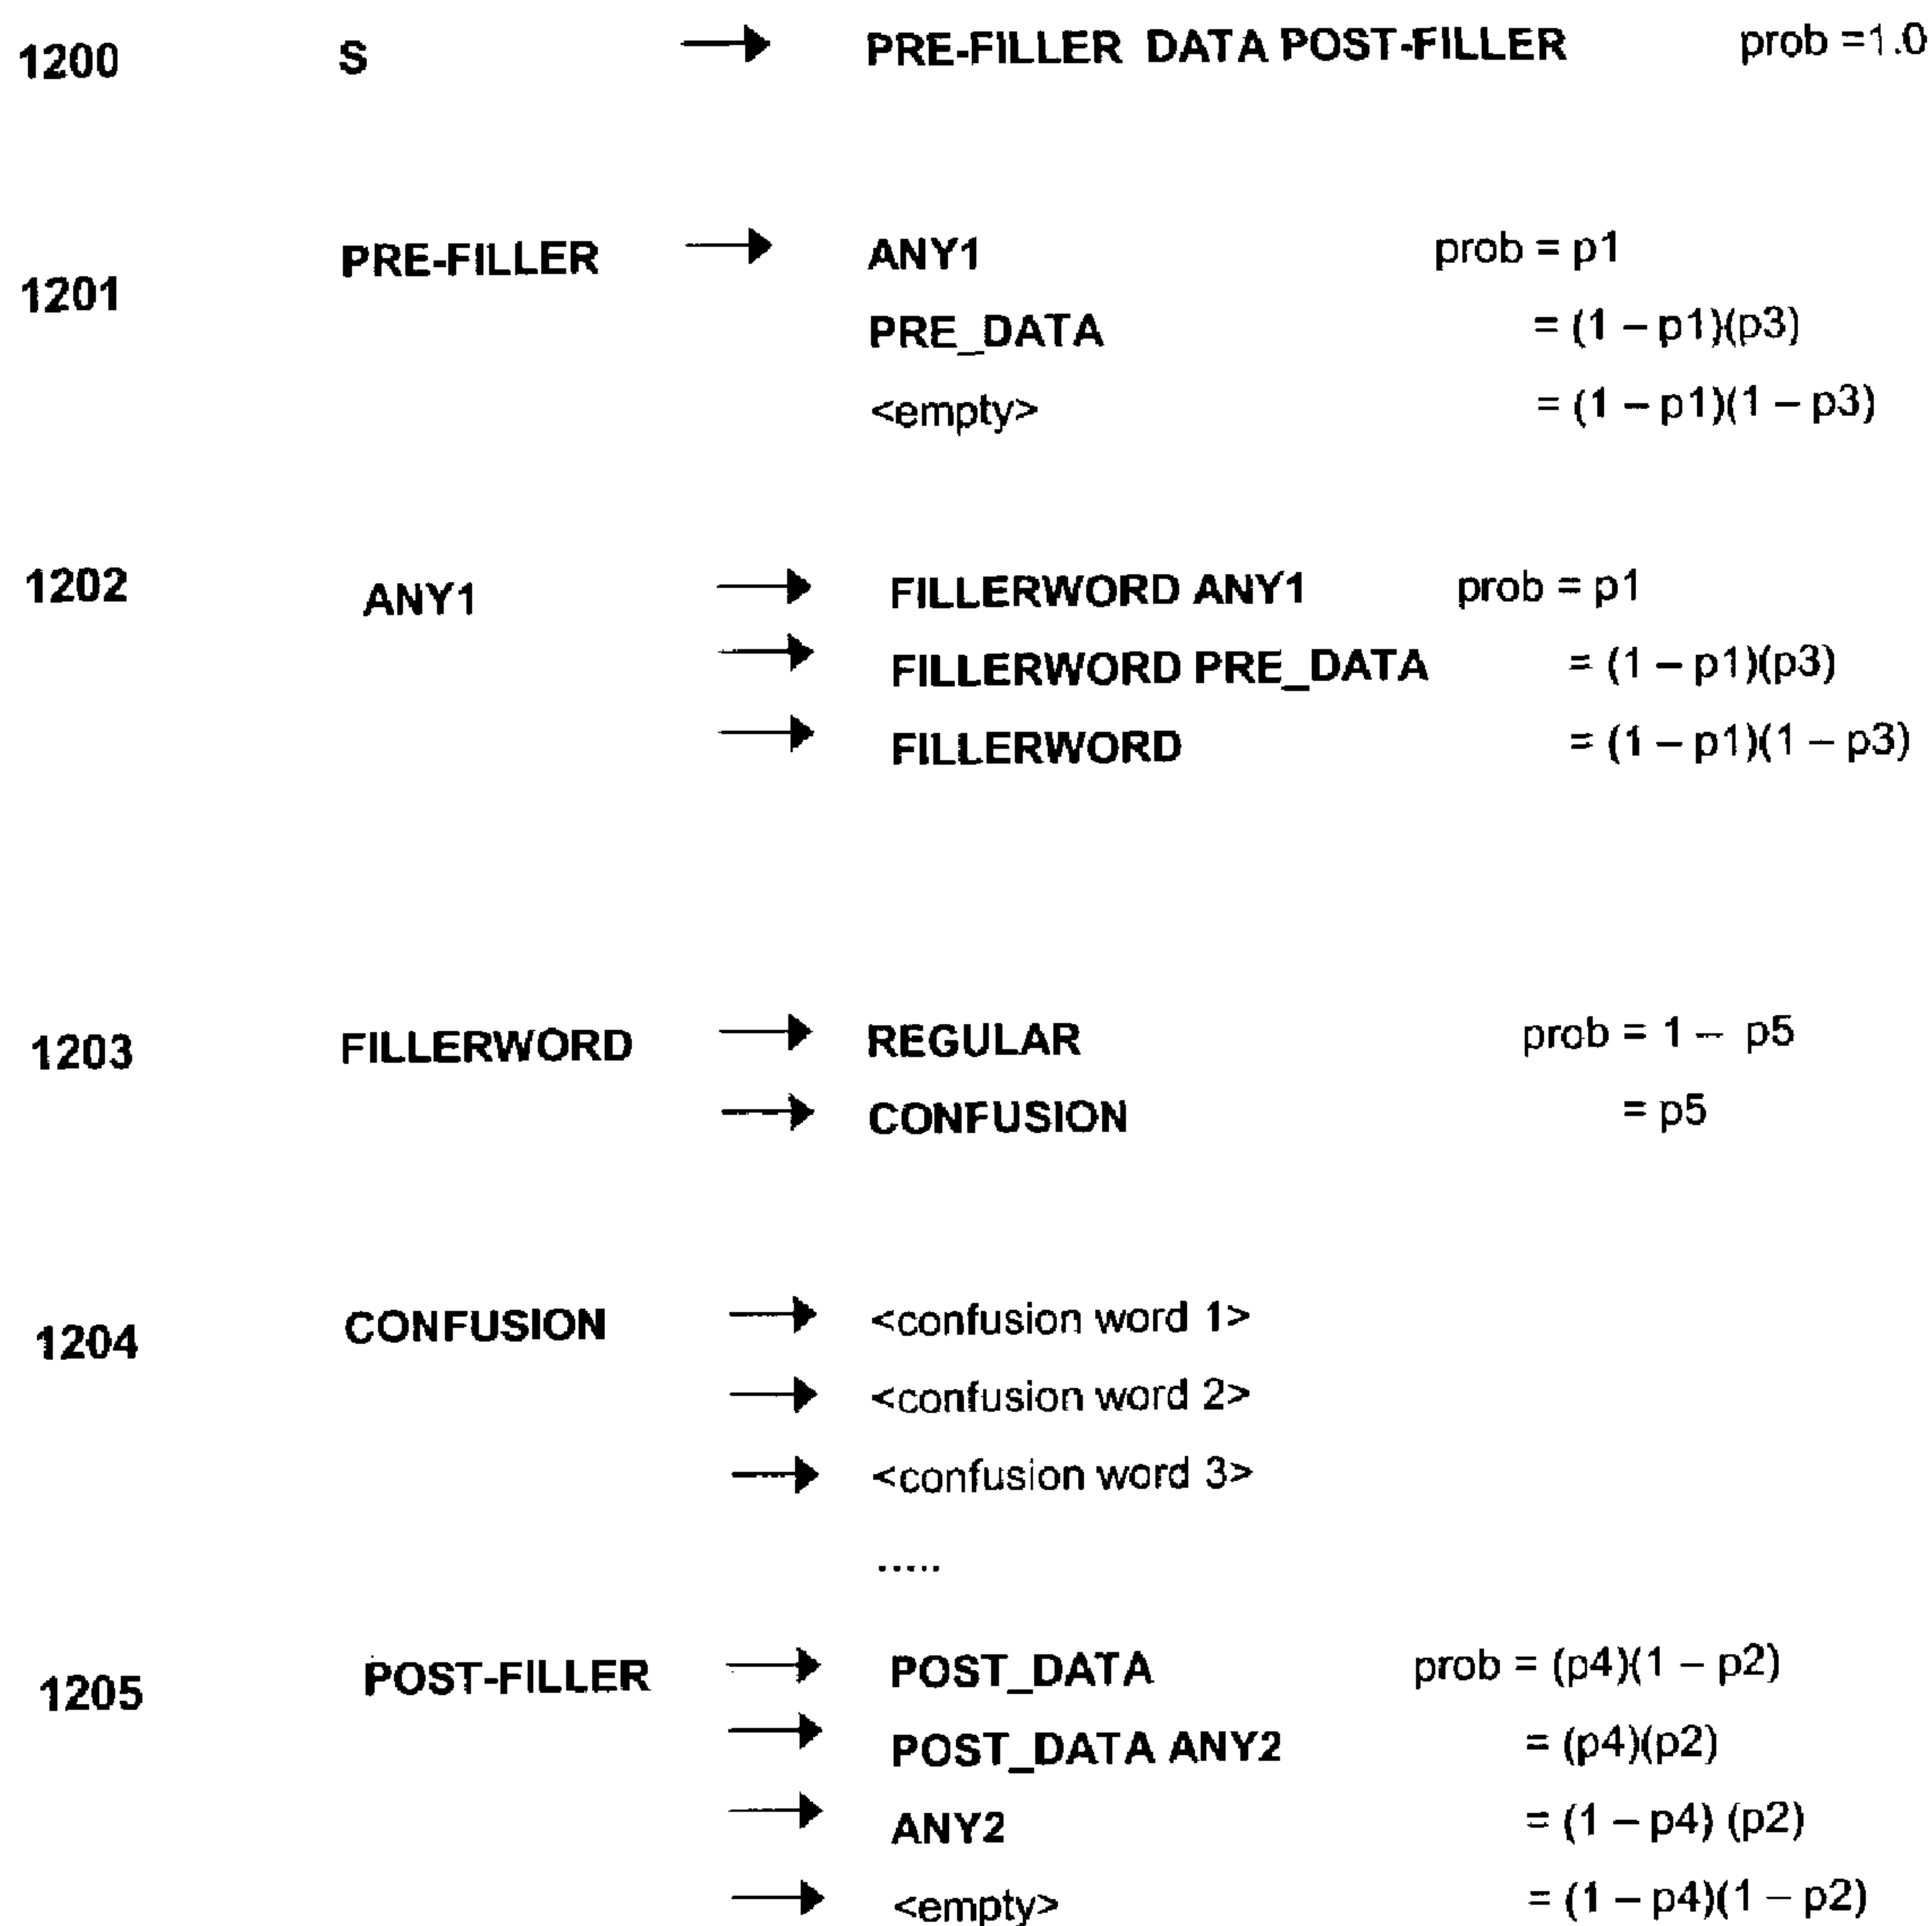 1200 S → PRE-FILLER DATA POST-FILLER prob =1.0
1201 PRE-FILLER → ANY1 prob = p1
PRE_DATA = (1 – p1)(p3)
<empty> = (1 – p1)(1 – p3)
1202 ANY1 → FILLERWORD ANY1 prob = p1
→ FILLERWORD PRE_DATA = (1 – p1)(p3)
→ FILLERWORD = (1 – p1)(1 – p3)
1203 FILLERWORD → REGULAR prob = 1 – p5
→ CONFUSION = p5
1204 CONFUSION → <confusion word 1>
→ <confusion word 2>
→ <confusion word 3>
.....
1205 POST-FILLER → POST_DATA prob = (p4)(1 – p2)
→ POST_DATA ANY2 = (p4)(p2)
→ ANY2 = (1 – p4) (p2)
→ <empty> = (1 – p4)(1 – p2)